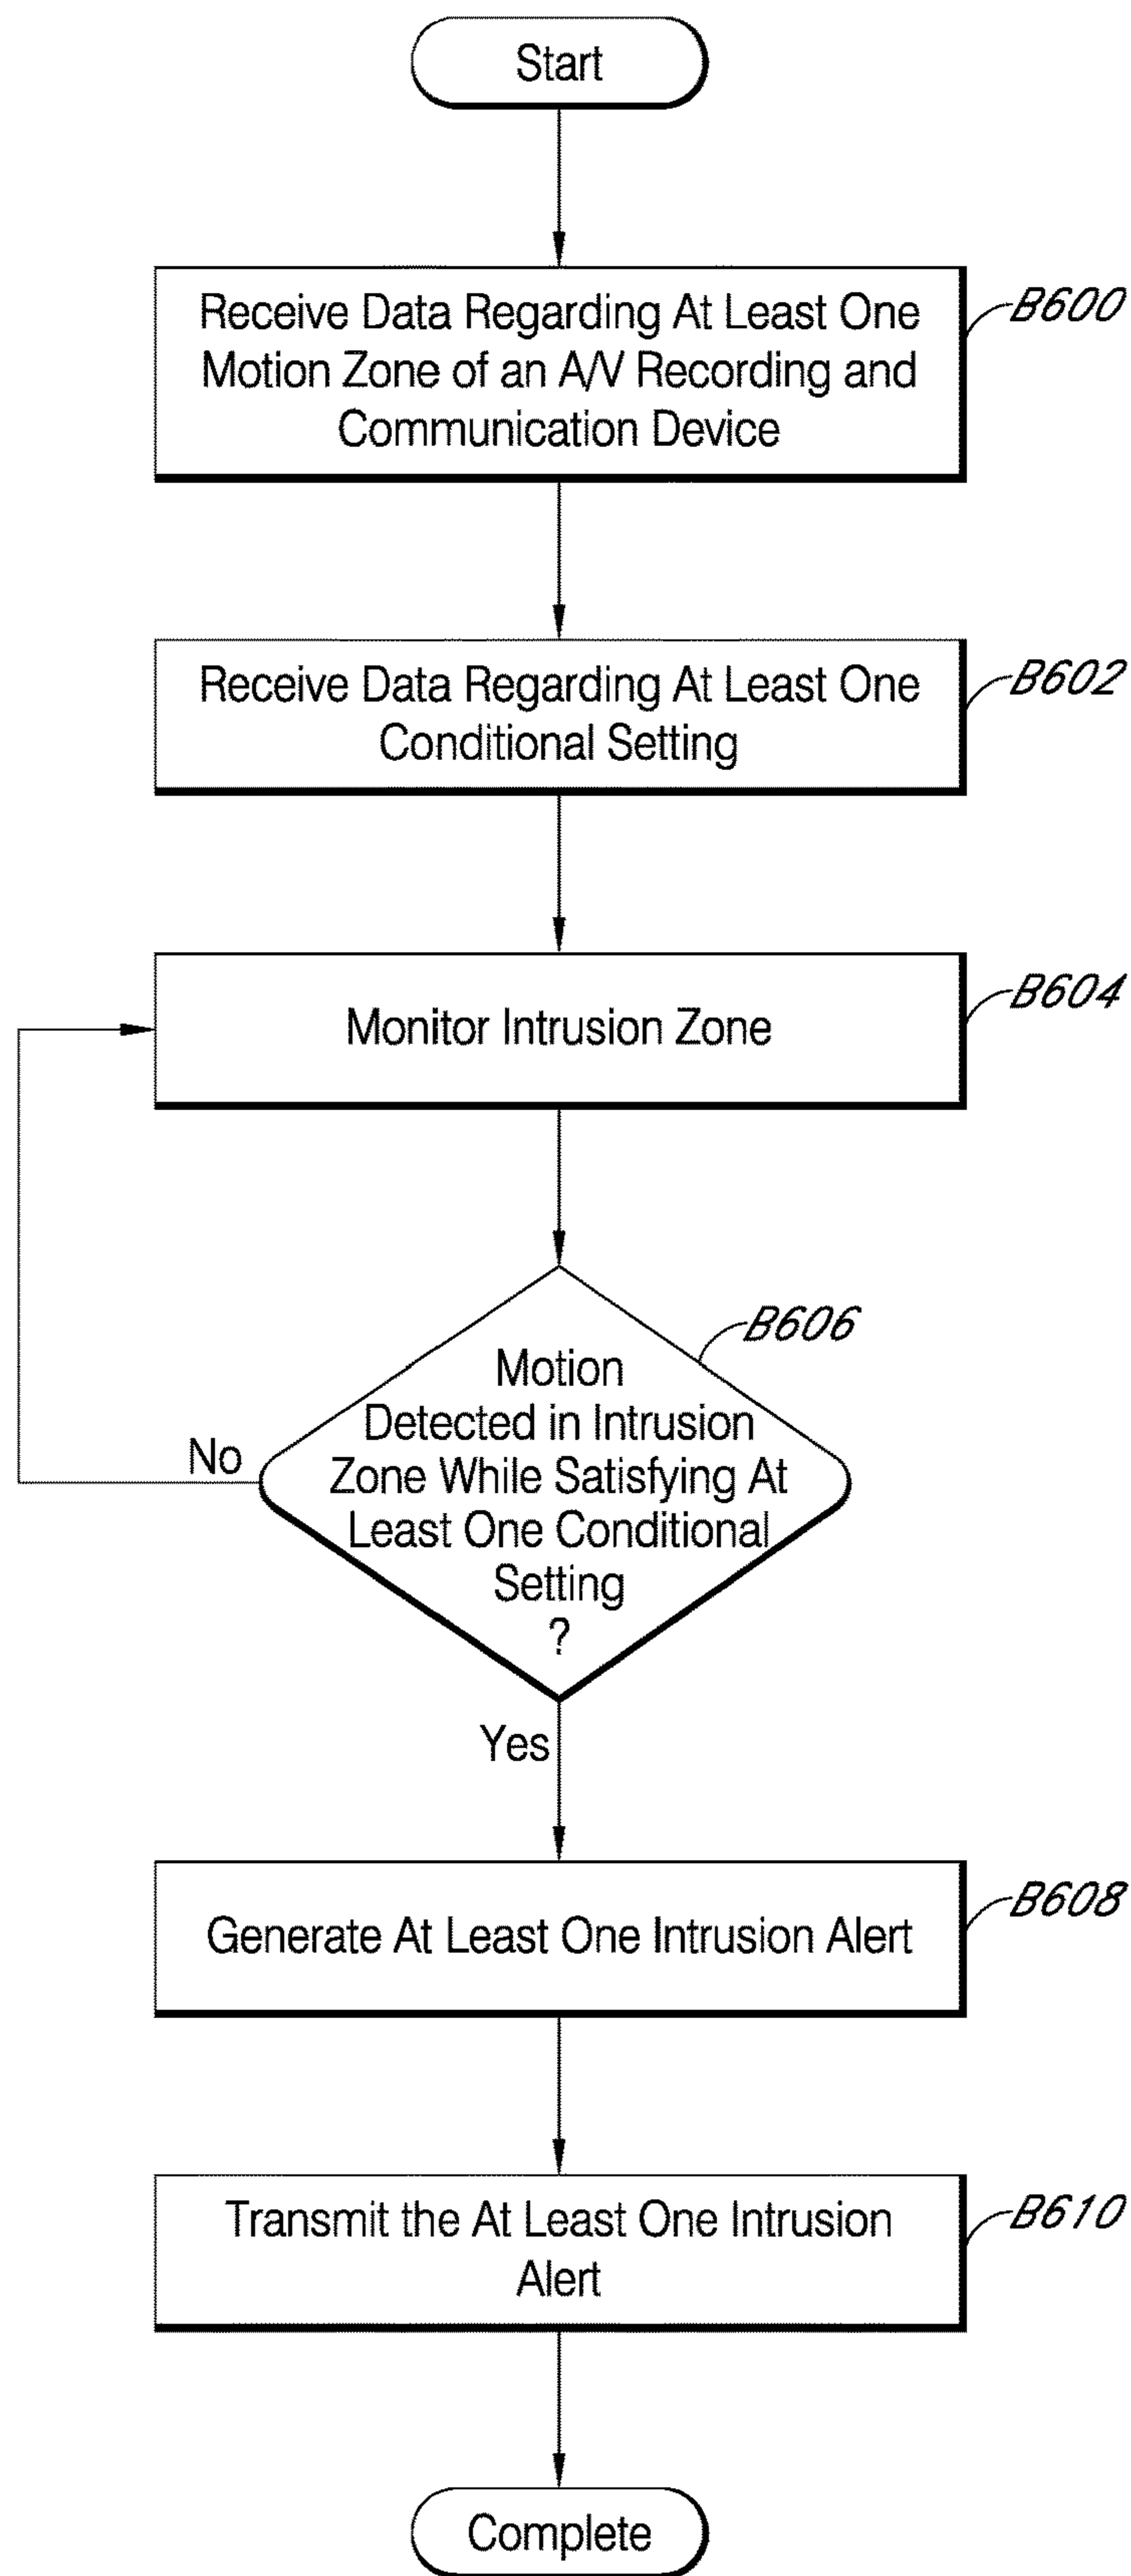 Start
Receive Data Regarding At Least One
Motion Zone of an A/V Recording and
Communication Device
B600
Receive Data Regarding At Least One
Conditional Setting
B602
Monitor Intrusion Zone
B604
B606
Motion
Detected in Intrusion
Zone While Satisfying At
Least One Conditional
Setting
?
No
Yes
Generate At Least One Intrusion Alert
B608
Transmit the At Least One Intrusion
Alert
B610
Complete